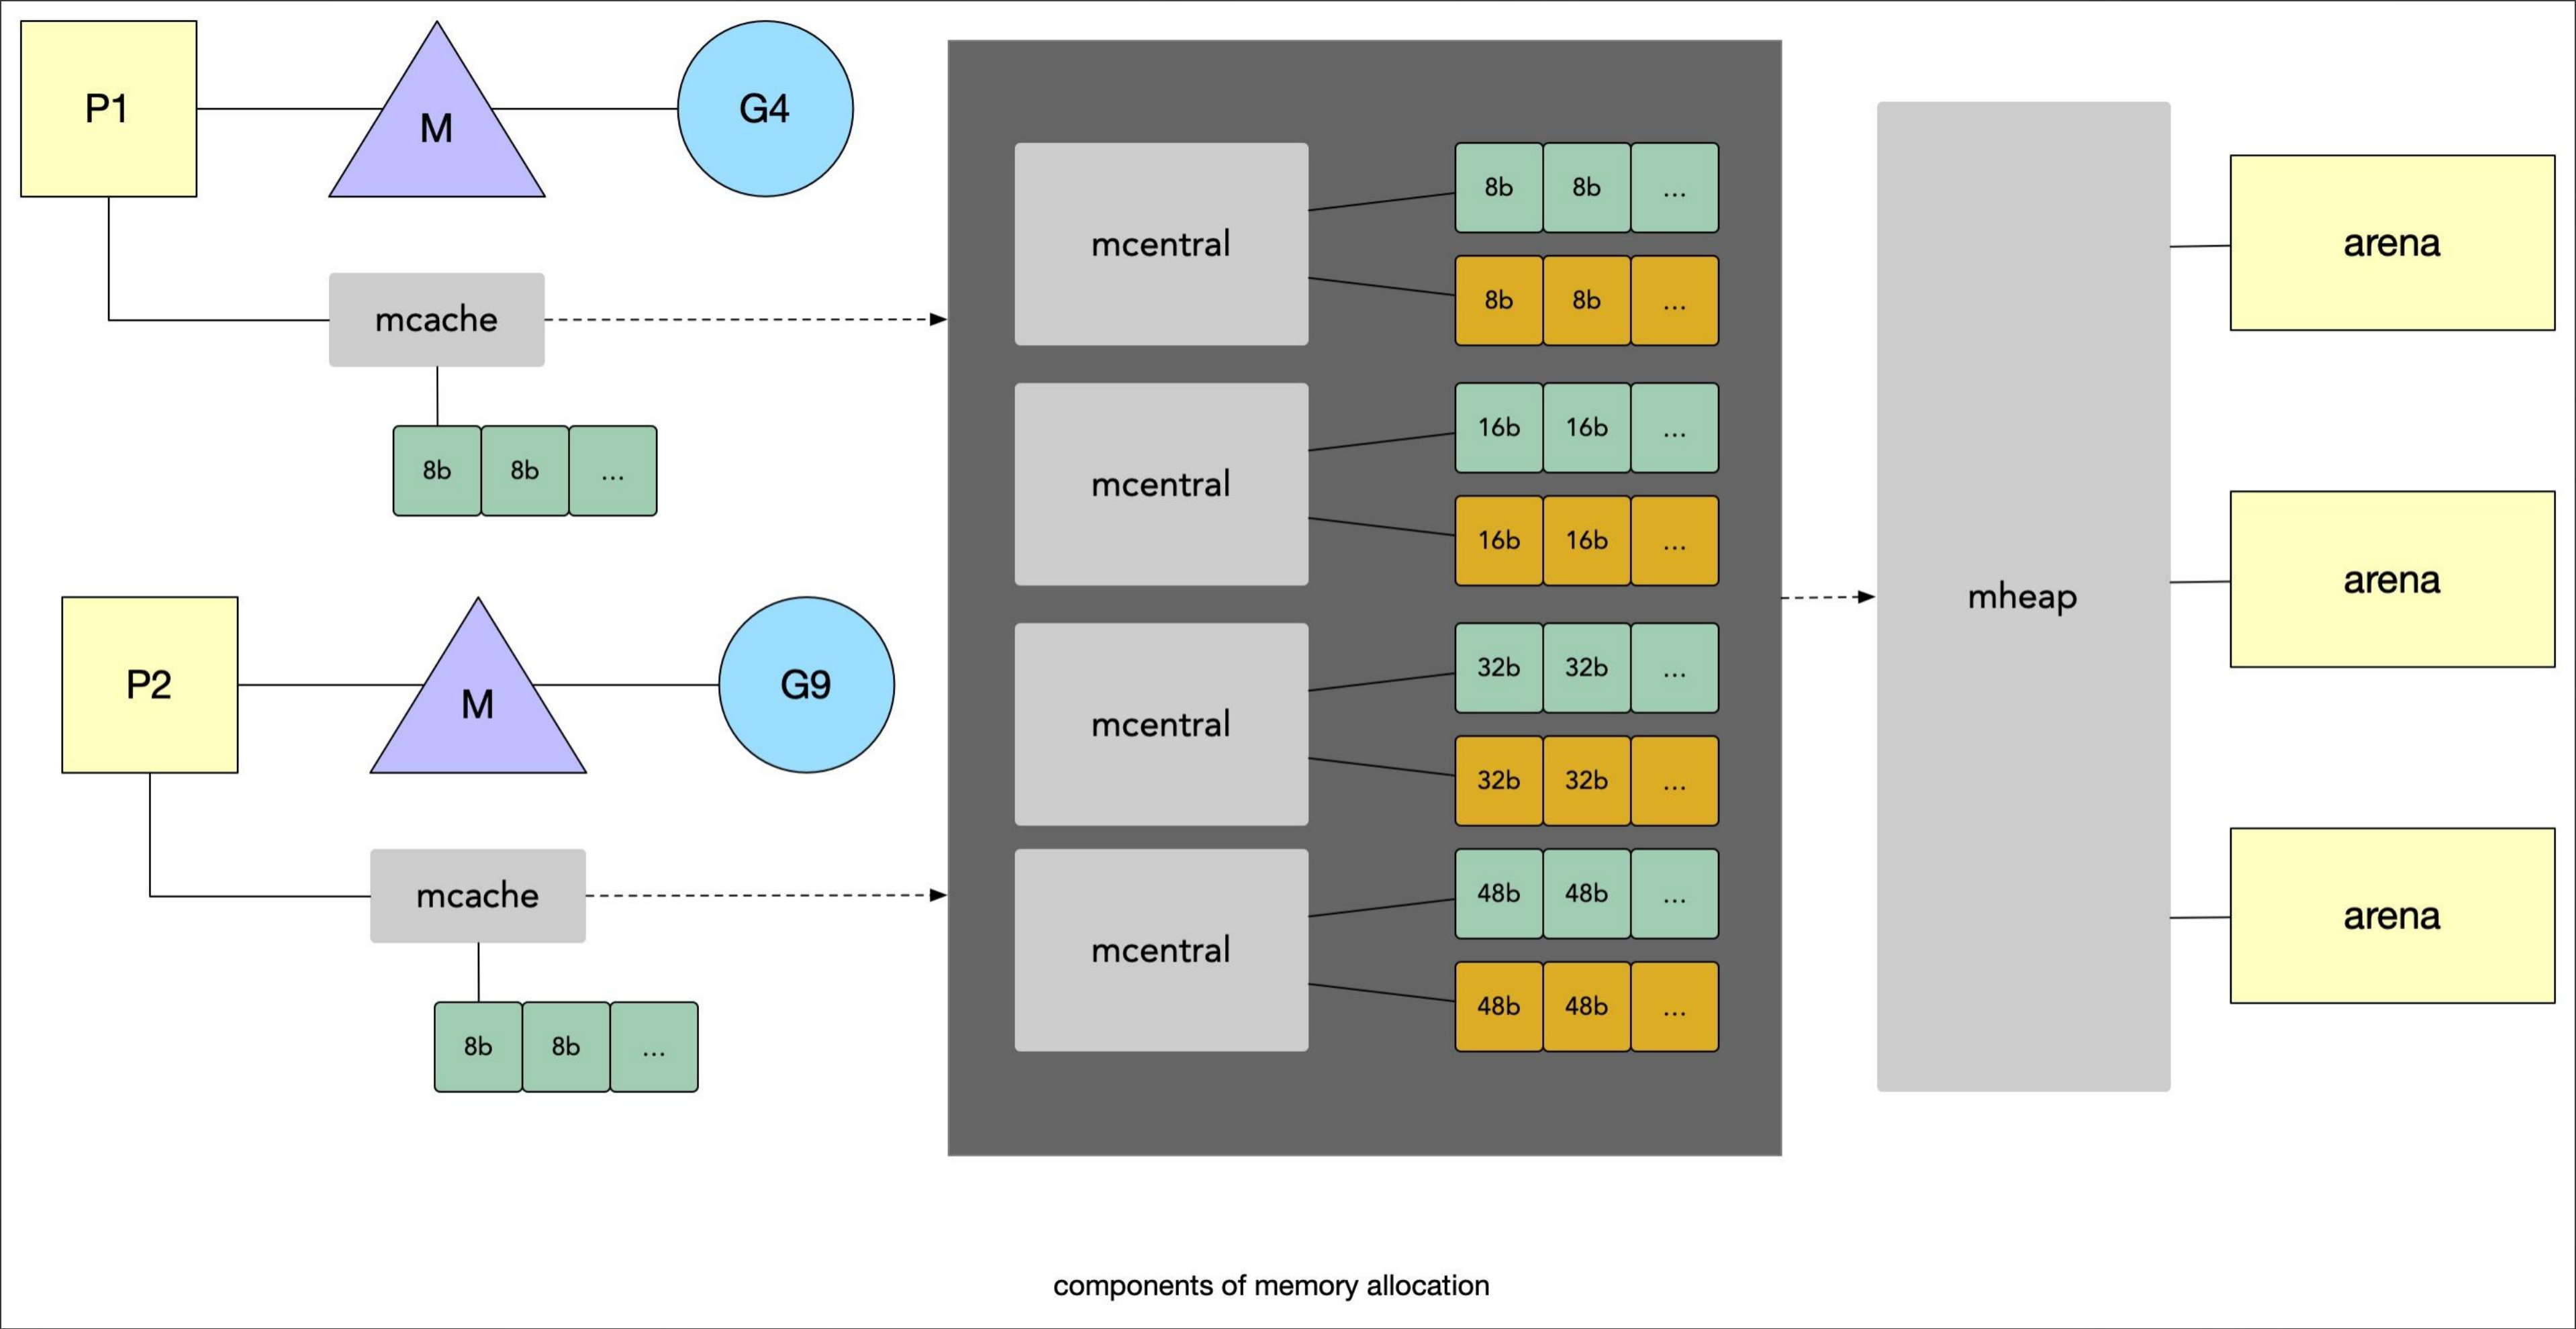 P1
M
G4
mcache
8b 8b ...
P2
M
G9
mcache
8b 8b ...
mcentral
8b 8b ...
8b 8b ...
mcentral
16b 16b ...
16b 16b ...
mcentral
32b 32b ...
32b 32b ...
mcentral
48b 48b ...
48b 48b ...
mheap
arena
arena
arena
components of memory allocation